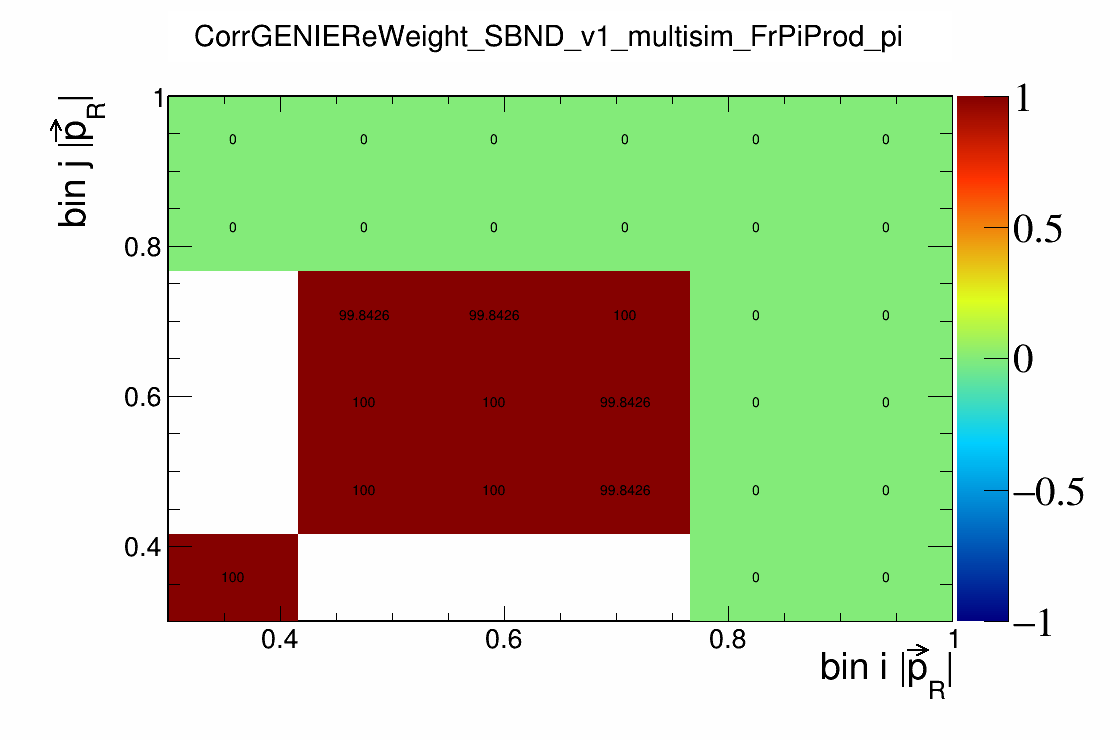 CorrGENIEReWeight_SBND_v1_multisim_FrPiProd_pi
bin j |p_R|
1
0.8
0.6
0.4
0 0 0 0 0 0
0 0 0 0 0 0
99.8426 99.8426 100 0 0
100 100 99.8426 0 0
100 100 99.8426 0 0
100 0 0
0.4 0.6 0.8 1
bin i |p_R|
1
0.5
0
−0.5
−1